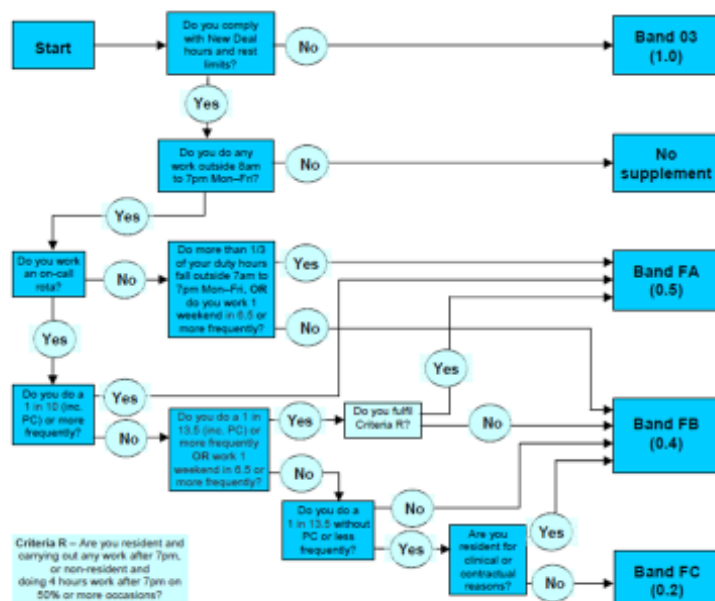 Start
Do you comply
with New Deal
hours and rest
limits?
No
Band 03
(1.0)
Yes
Do you do any
work outside 8am
to 7pm Mon–Fri?
No
No
supplement
Yes
Do you work
an on-call
rota?
No
Do more than 1/3
of your duty hours
fall outside 7am to
7pm Mon–Fri, OR
do you work 1
weekend in 6.5 or
more frequently?
Yes
Band FA
(0.5)
No
Yes
Yes
Do you do a
1 in 10 (inc.
PC) or more
frequently?
Yes
No
Do you do a 1 in
13.5 (inc. PC) or
more frequently
OR work 1
weekend in 6.5 or
more frequently?
Yes
Do you fulfil
Criteria R?
No
Band FB
(0.4)
No
Do you do a
1 in 13.5 without
PC or less
frequently?
No
Yes
Are you
resident for
clinical or
contractual
reasons?
Yes
No
Band FC
(0.2)
Criteria R – Are you resident and
carrying out any work after 7pm,
or non-resident and
doing 4 hours work after 7pm on
50% or more occasions?